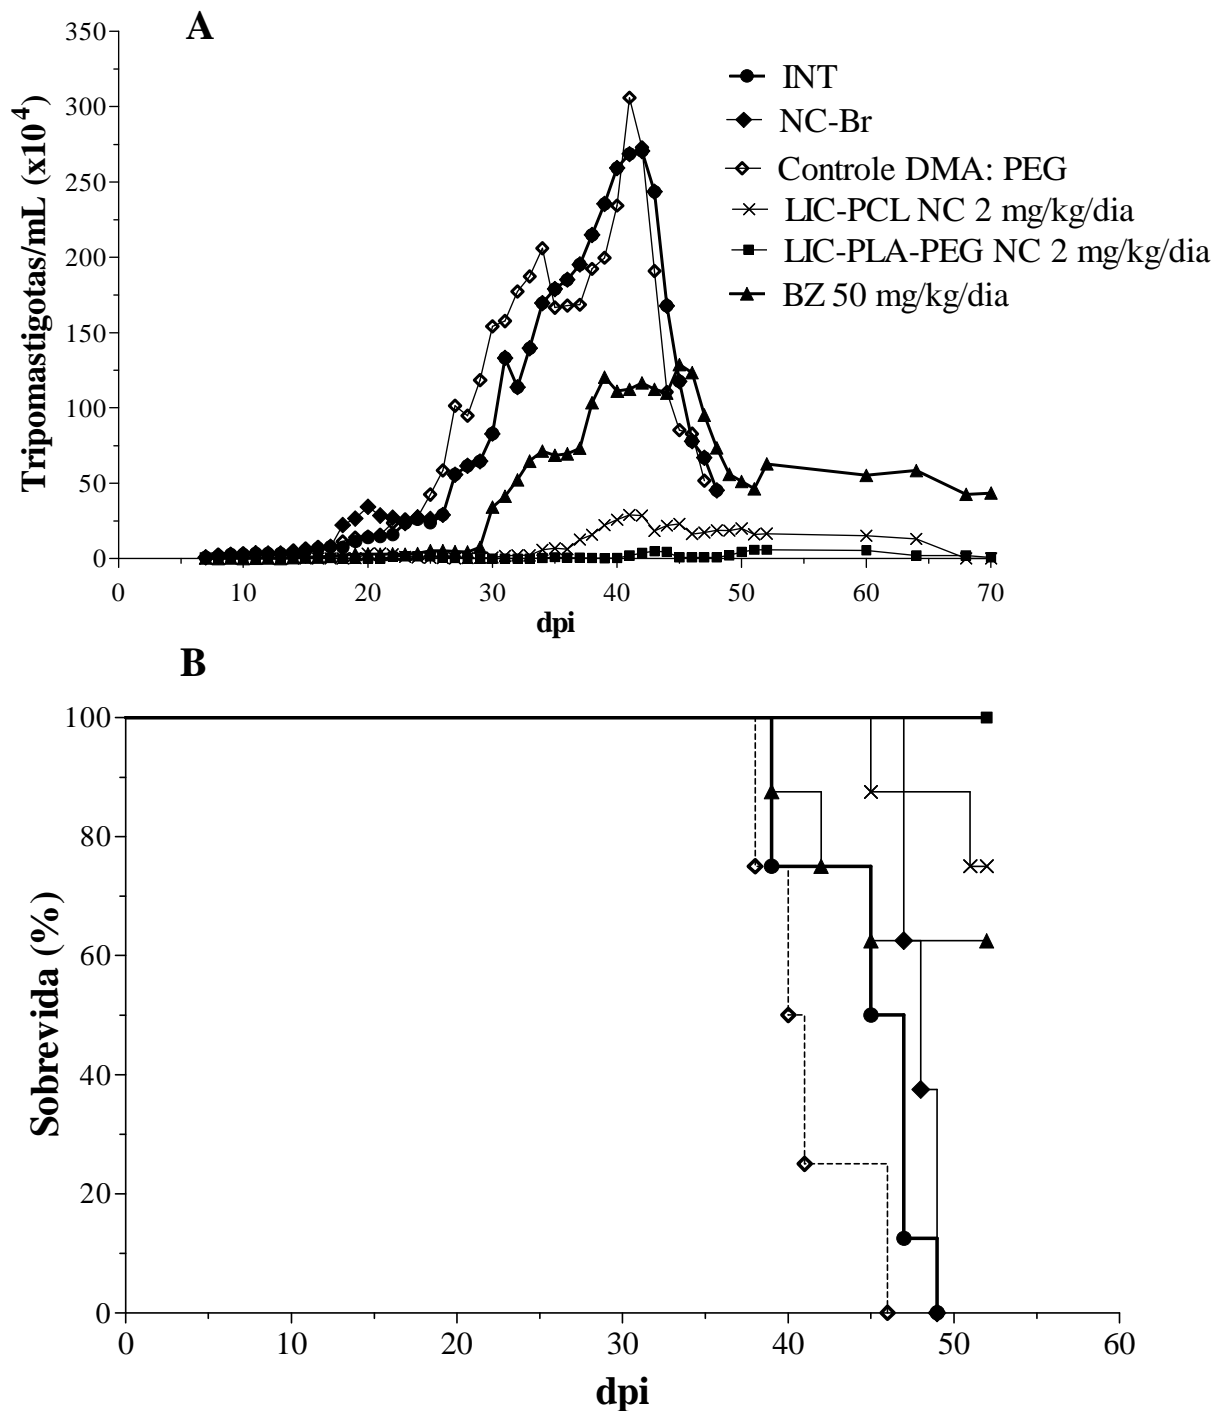 A
350
300
250
200
150
100
50
0
Tripomastigotas/mL (x10⁴)
INT
NC-Br
Controle DMA: PEG
LIC-PCL NC 2 mg/kg/dia
LIC-PLA-PEG NC 2 mg/kg/dia
BZ 50 mg/kg/dia
0 10 20 30 40 50 60 70
dpi
B
100
80
60
40
20
0
Sobrevida (%)
0 10 20 30 40 50 60
dpi